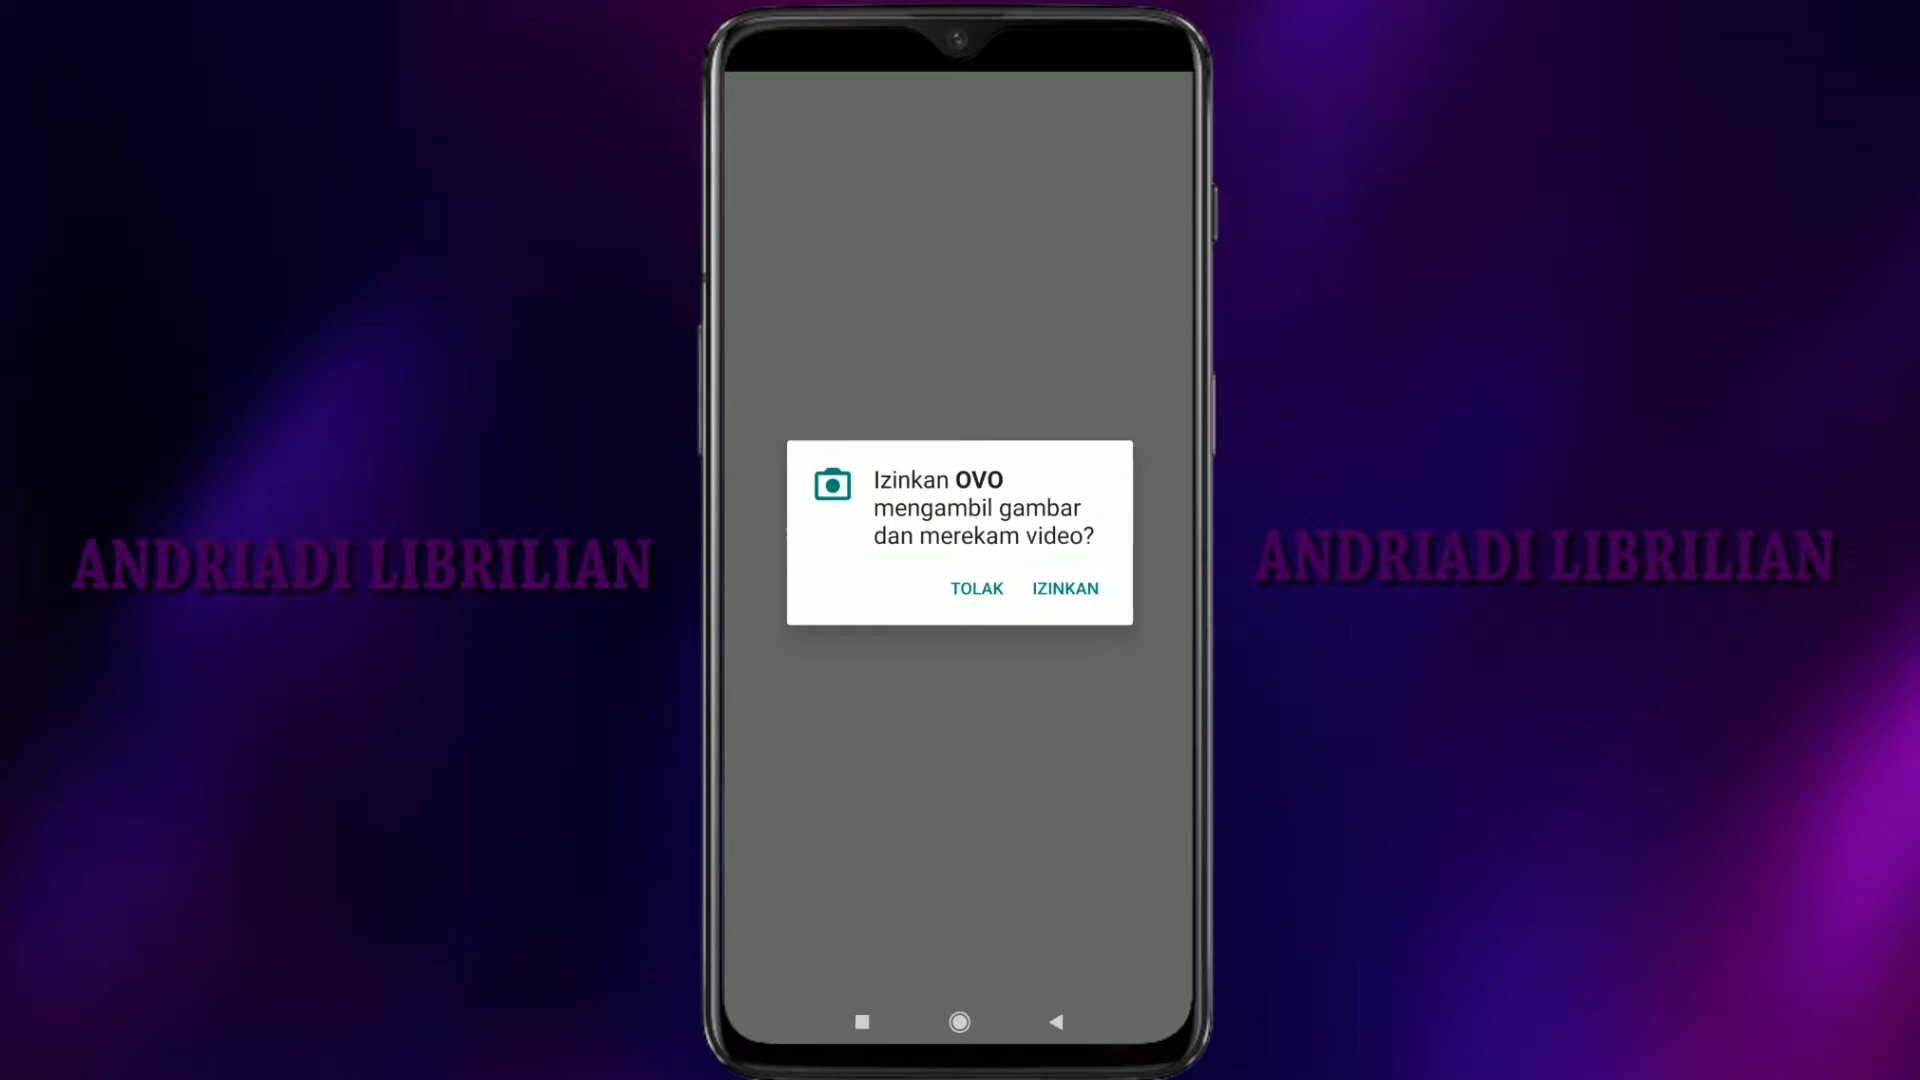 Izinkan OVO
mengambil gambar
dan merekam video?
TOLAK IZINKAN
ANDRIADI LIBRILIAN
ANDRIADI LIBRILIAN